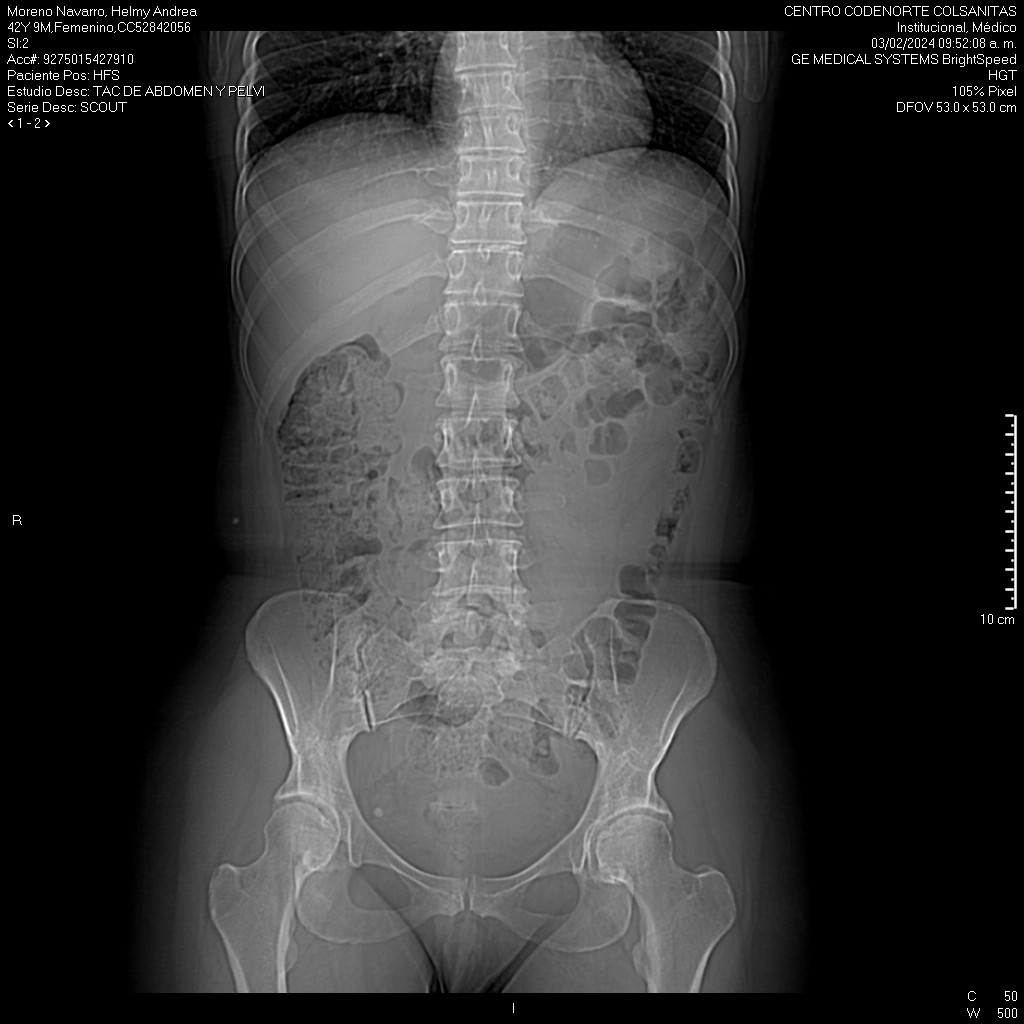 Moreno Navarro, Helmy Andrea
42Y 9M,Femenino,CC52842056
SI:2
Acc#: 9275015427910
Paciente Pos: HFS
Estudio Desc: TAC DE ABDOMEN Y PELVI
Serie Desc: SCOUT
< 1 - 2 >
CENTRO CODENORTE COLSANITAS
Institucional, Médico
03/02/2024 09:52:08 a. m.
GE MEDICAL SYSTEMS BrightSpeed
HGT
105% Pixel
DFOV 53.0 x 53.0 cm
R
10 cm
I
C 50
W 500